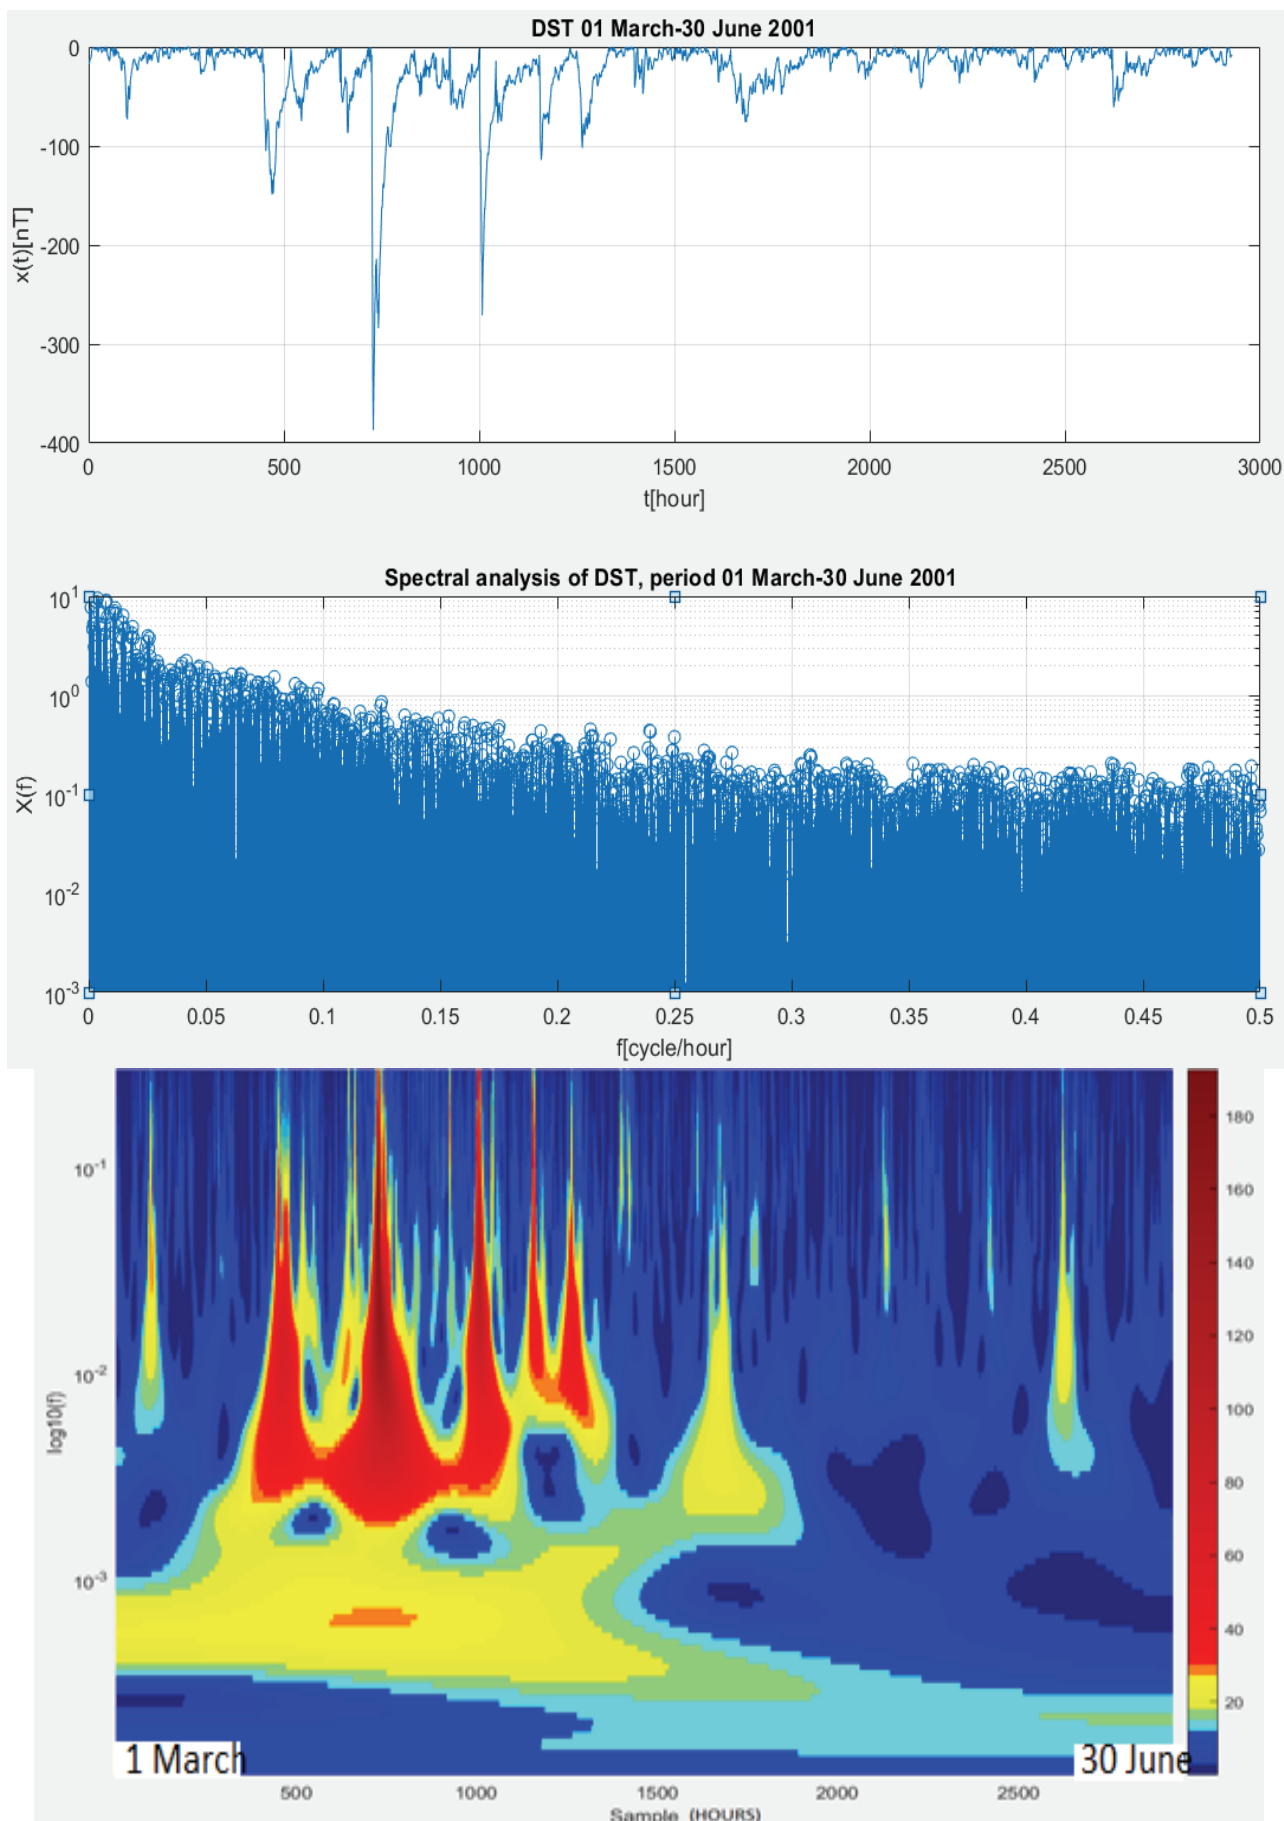 DST 01 March-30 June 2001
0
-100
-200
-300
-400
x(t)[nT]
0 500 1000 1500 2000 2500 3000
t[hour]
Spectral analysis of DST, period 01 March-30 June 2001
10^1
10^0
10^-1
10^-2
10^-3
X(f)
0 0.05 0.1 0.15 0.2 0.25 0.3 0.35 0.4 0.45 0.5
f[cycle/hour]
10^-1
10^-2
10^-3
log10(f)
180
160
140
120
100
80
60
40
20
1 March 30 June
500 1000 1500 2000 2500
Sample (HOURS)